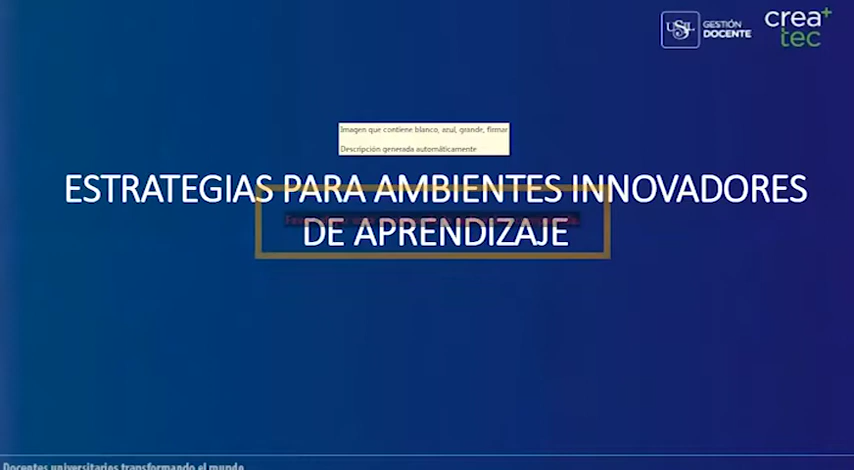 USIL
GESTIÓN
DOCENTE
crea+
tec
Imagen que contiene blanco, azul, grande, firmar
Descripción generada automáticamente
ESTRATEGIAS PARA AMBIENTES INNOVADORES
DE APRENDIZAJE
Docentes universitarios transformando el mundo